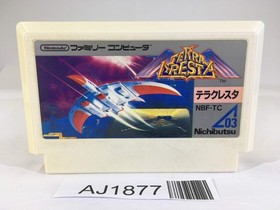 Nintendo ファミリー コンピュータ
TERRA CRESTA
テラクレスタ
NBF-TC
03
Nichibutsu
AJ1877